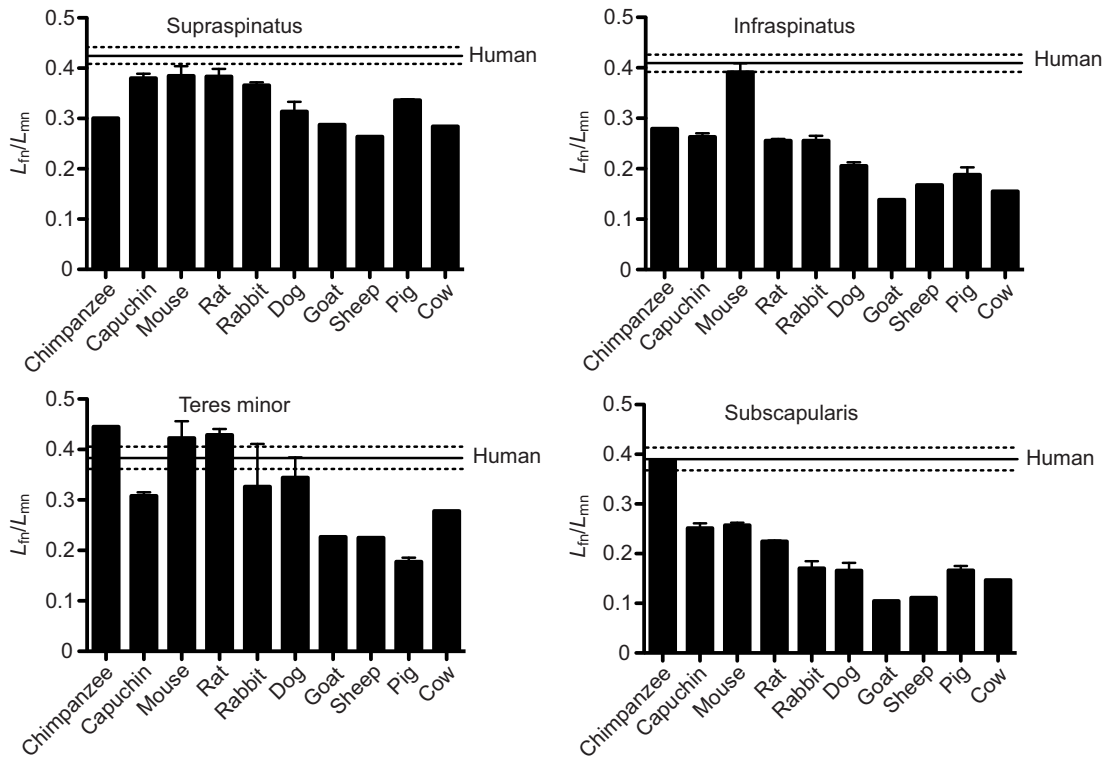 Supraspinatus
0.5
0.4
0.3
0.2
0.1
0
Lfn/Lmn
Human
Chimpanzee
Capuchin
Mouse
Rat
Rabbit
Dog
Goat
Sheep
Pig
Cow
Infraspinatus
0.5
0.4
0.3
0.2
0.1
0
Lfn/Lmn
Human
Chimpanzee
Capuchin
Mouse
Rat
Rabbit
Dog
Goat
Sheep
Pig
Cow
Teres minor
0.5
0.4
0.3
0.2
0.1
0
Lfn/Lmn
Human
Chimpanzee
Capuchin
Mouse
Rat
Rabbit
Dog
Goat
Sheep
Pig
Cow
Subscapularis
0.5
0.4
0.3
0.2
0.1
0
Lfn/Lmn
Human
Chimpanzee
Capuchin
Mouse
Rat
Rabbit
Dog
Goat
Sheep
Pig
Cow